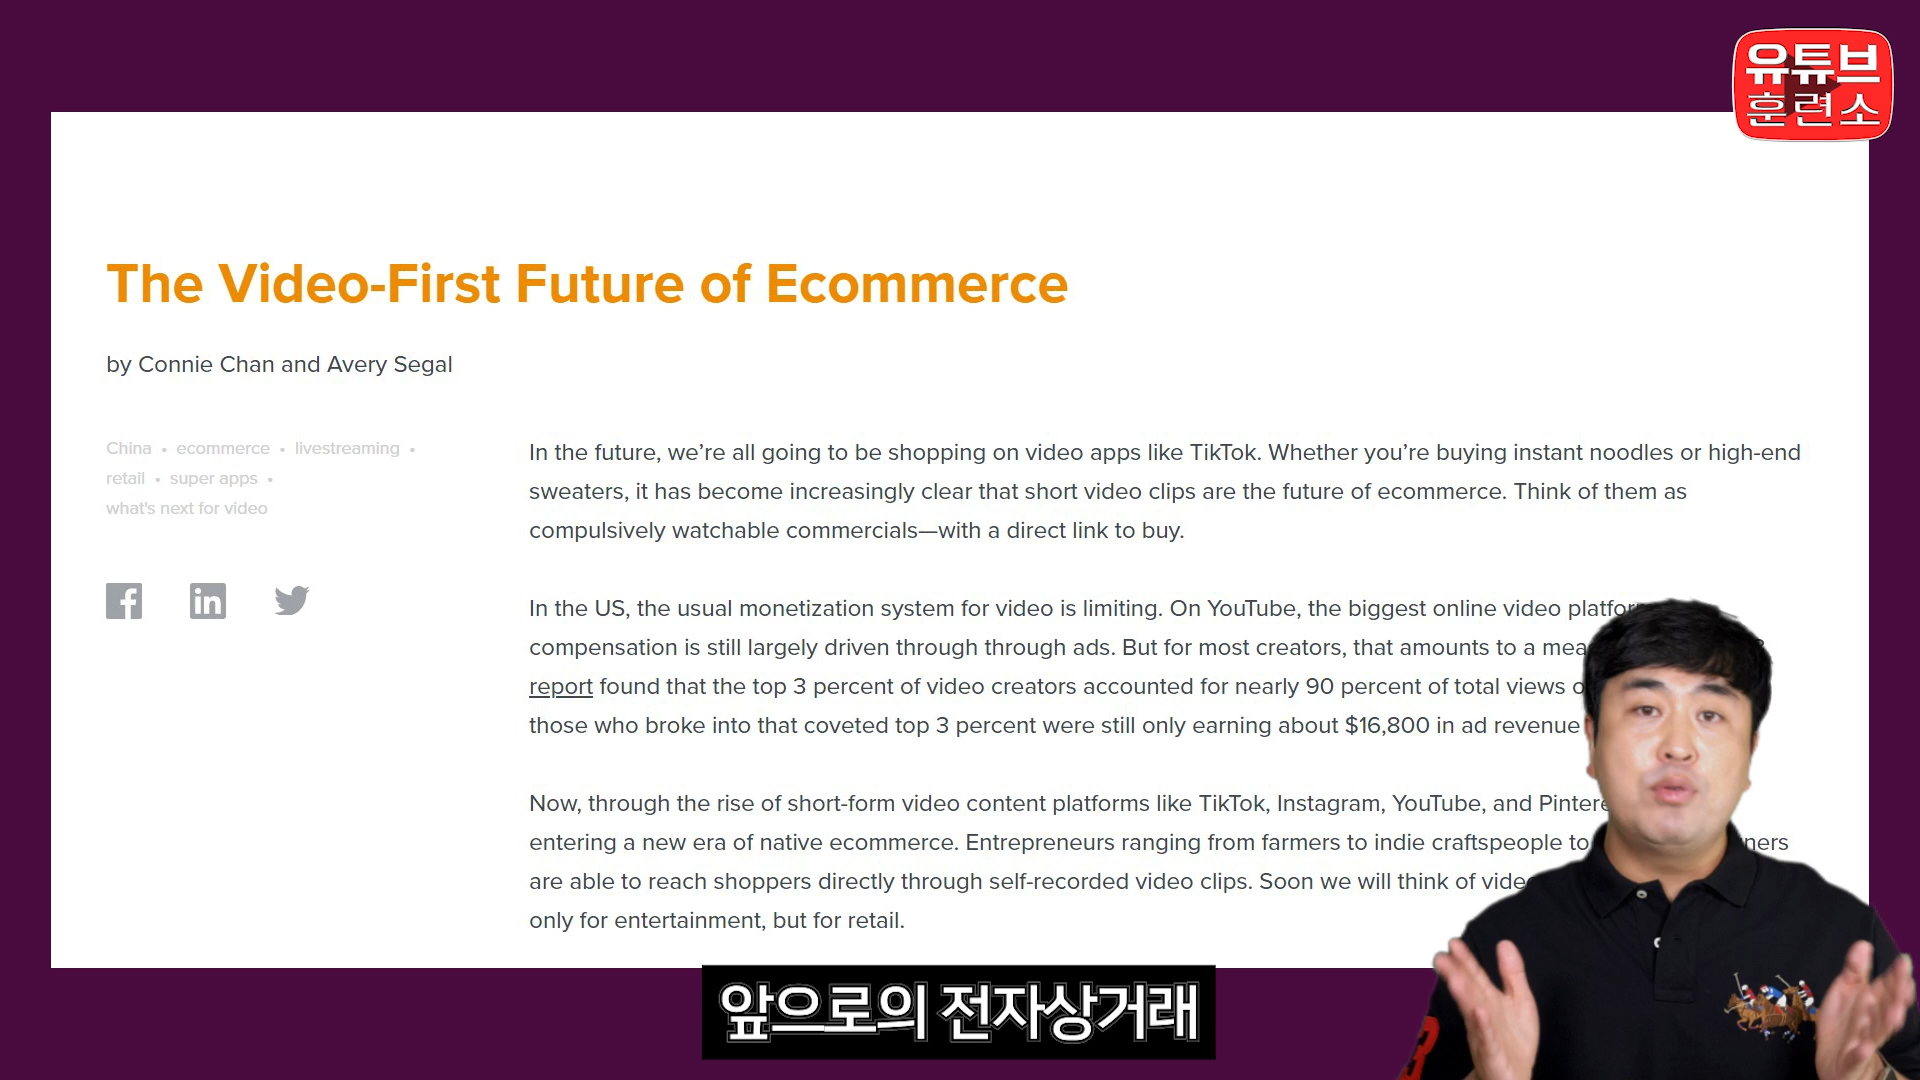 유튜브
훈련소
The Video-First Future of Ecommerce
by Connie Chan and Avery Segal
China • ecommerce • livestreaming •
retail • super apps •
what's next for video
In the future, we’re all going to be shopping on video apps like TikTok. Whether you’re buying instant noodles or high-end
sweaters, it has become increasingly clear that short video clips are the future of ecommerce. Think of them as
compulsively watchable commercials—with a direct link to buy.
In the US, the usual monetization system for video is limiting. On YouTube, the biggest online video
compensation is still largely driven through through ads. But for most creators, that amounts to a
report found that the top 3 percent of video creators accounted for nearly 90 percent of total views
those who broke into that coveted top 3 percent were still only earning about $16,800 in ad revenue
Now, through the rise of short-form video content platforms like TikTok, Instagram, YouTube, and
entering a new era of native ecommerce. Entrepreneurs ranging from farmers to indie craftspeople to
are able to reach shoppers directly through self-recorded video clips. Soon we will think of
only for entertainment, but for retail.
앞으로의 전자상거래
3